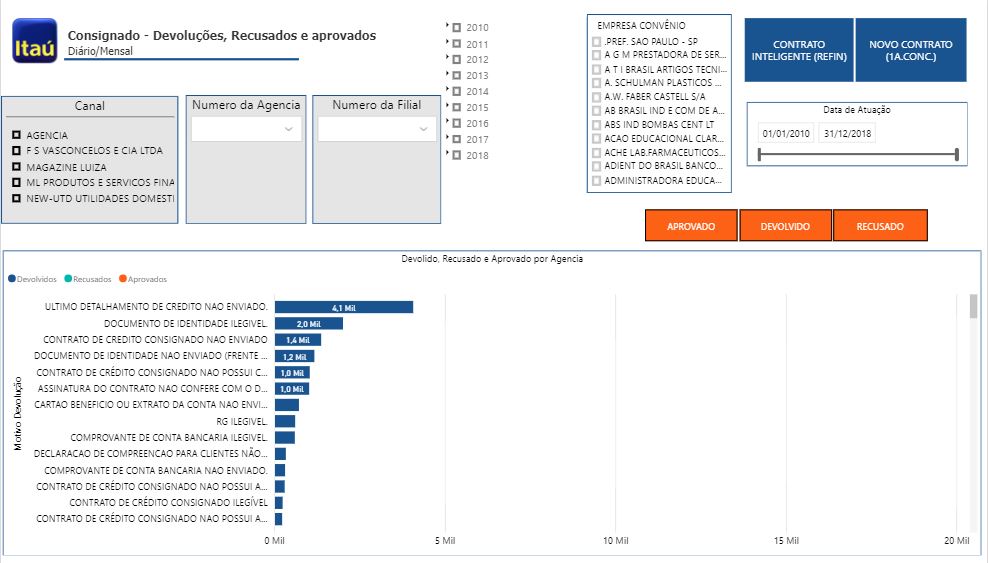 Itaú
Consignado - Devoluções, Recusados e aprovados
Diário/Mensal
2010
2011
2012
2013
2014
2015
2016
2017
2018
EMPRESA CONVÊNIO
.PREF. SAO PAULO - SP
A G M PRESTADORA DE SER...
A T I BRASIL ARTIGOS TECNI...
A. SCHULMAN PLASTICOS ...
A.W. FABER CASTELL S/A
AB BRASIL IND E COM DE A...
ABS IND BOMBAS CENT LT
ACAO EDUCACIONAL CLAR...
ACHE LAB.FARMACEUTICOS...
ADIENT DO BRASIL BANCO...
ADMINISTRADORA EDUCA...
CONTRATO
INTELIGENTE (REFIN)
NOVO CONTRATO
(1A.CONC.)
Data de Atuação
01/01/2010
31/12/2018
Canal
AGENCIA
F S VASCONCELOS E CIA LTDA
MAGAZINE LUIZA
ML PRODUTOS E SERVICOS FINA
NEW-UTD UTILIDADES DOMESTI
Numero da Agencia
Numero da Filial
APROVADO
DEVOLVIDO
RECUSADO
Devolido, Recusado e Aprovado por Agencia
Devolvidos
Recusados
Aprovados
Motivo Devolução
ULTIMO DETALHAMENTO DE CREDITO NAO ENVIADO. 4,1 Mil
DOCUMENTO DE IDENTIDADE ILEGIVEL. 2,0 Mil
CONTRATO DE CREDITO CONSIGNADO NAO ENVIADO 1,4 Mil
DOCUMENTO DE IDENTIDADE NAO ENVIADO (FRENTE ... 1,2 Mil
CONTRATO DE CRÉDITO CONSIGNADO NAO POSSUI C... 1,0 Mil
ASSINATURA DO CONTRATO NAO CONFERE COM O D... 1,0 Mil
CARTAO BENEFICIO OU EXTRATO DA CONTA NAO ENVI...
RG ILEGIVEL.
COMPROVANTE DE CONTA BANCARIA ILEGIVEL.
DECLARACAO DE COMPREENCAO PARA CLIENTES NÃO...
COMPROVANTE DE CONTA BANCARIA NAO ENVIADO.
CONTRATO DE CRÉDITO CONSIGNADO NAO POSSUI A...
CONTRATO DE CRÉDITO CONSIGNADO ILEGÍVEL
CONTRATO DE CRÉDITO CONSIGNADO NAO POSSUI A...
0 Mil
5 Mil
10 Mil
15 Mil
20 Mil